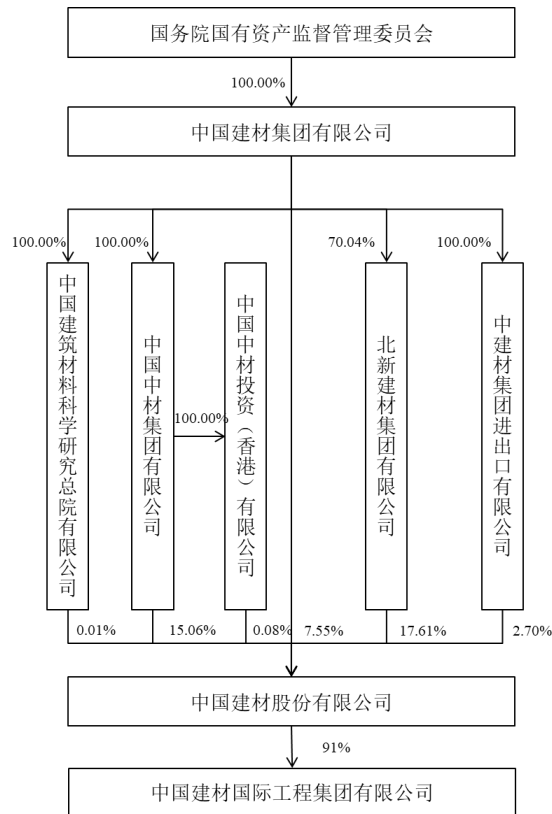 国务院国有资产监督管理委员会
100.00%
中国建材集团有限公司
100.00%
100.00%
70.04%
100.00%
中国建筑材料科学研究总院有限公司
中国中材集团有限公司
100.00%
中国中材投资（香港）有限公司
北新建材集团有限公司
中建材集团进出口有限公司
0.01%
15.06%
0.08%
7.55%
17.61%
2.70%
中国建材股份有限公司
91%
中国建材国际工程集团有限公司